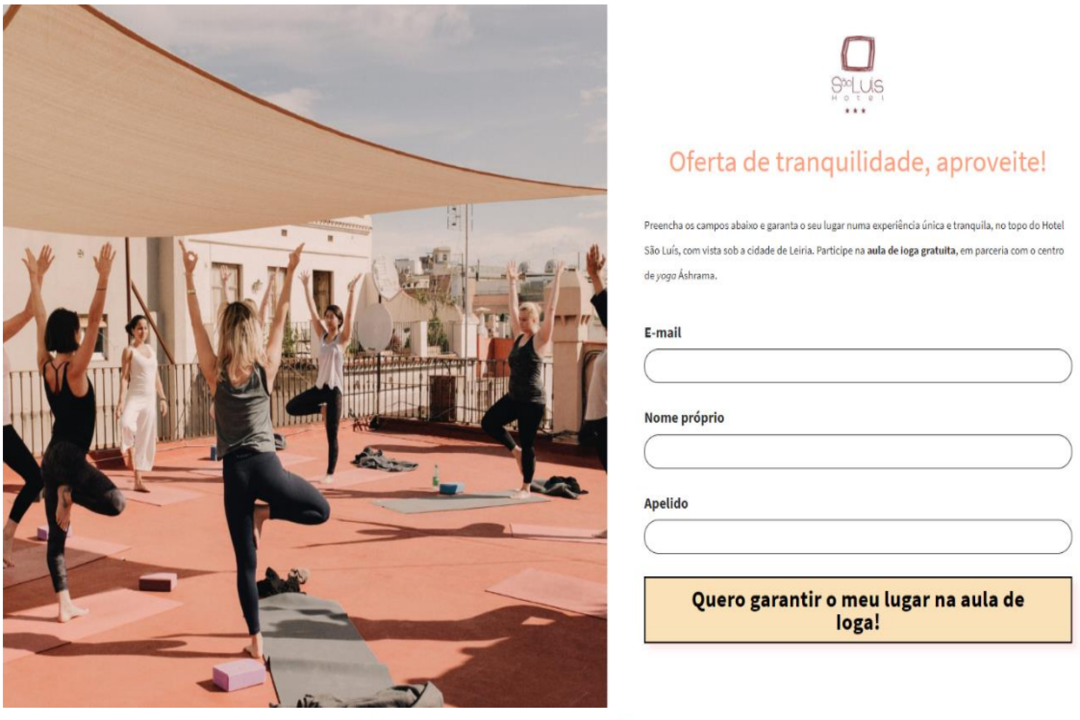 São Luis
Hotel
Oferta de tranquilidade, aproveite!
Preencha os campos abaixo e garanta o seu lugar numa experiência única e tranquila, no topo do Hotel
São Luís, com vista sob a cidade de Leiria. Participe na aula de ioga gratuita, em parceria com o centro
de yoga Áshrama.
E-mail
Nome próprio
Apelido
Quero garantir o meu lugar na aula de
Ioga!